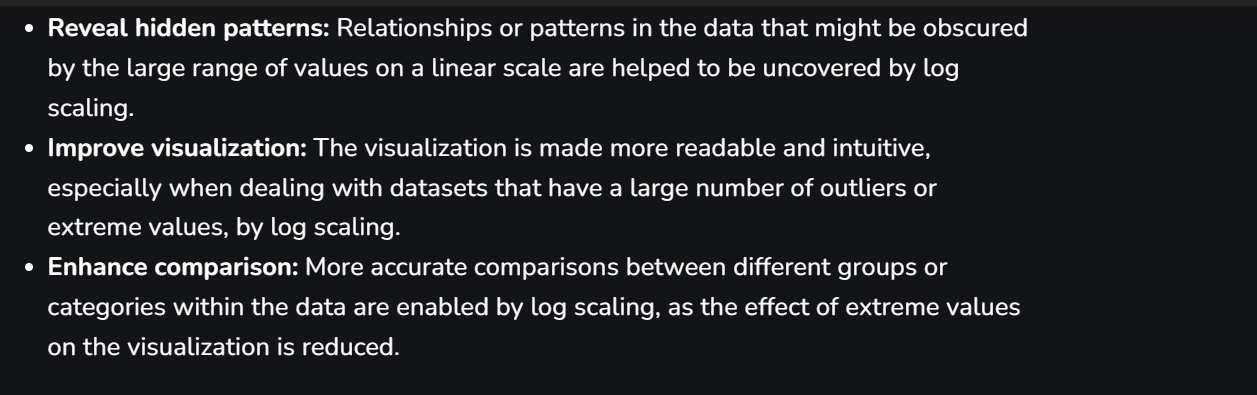 • Reveal hidden patterns: Relationships or patterns in the data that might be obscured
by the large range of values on a linear scale are helped to be uncovered by log
scaling.
• Improve visualization: The visualization is made more readable and intuitive,
especially when dealing with datasets that have a large number of outliers or
extreme values, by log scaling.
• Enhance comparison: More accurate comparisons between different groups or
categories within the data are enabled by log scaling, as the effect of extreme values
on the visualization is reduced.